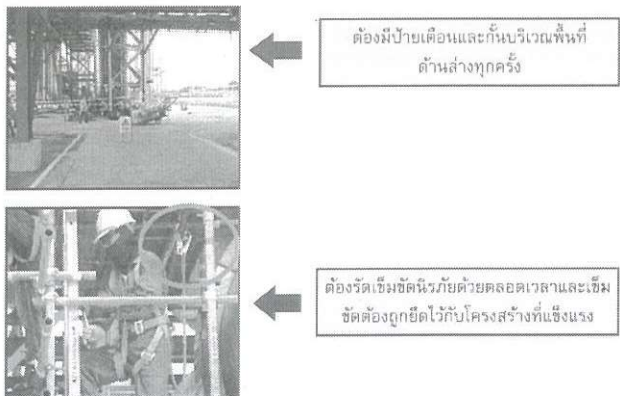 ต้องมีป้ายเตือนและกั้นบริเวณพื้นที่
ด้านล่างทุกครั้ง
ต้องรัดเข็มขัดนิรภัยด้วยตลอดเวลาและเข็ม
ขัดต้องถูกยึดไว้กับโครงสร้างที่แข็งแรง